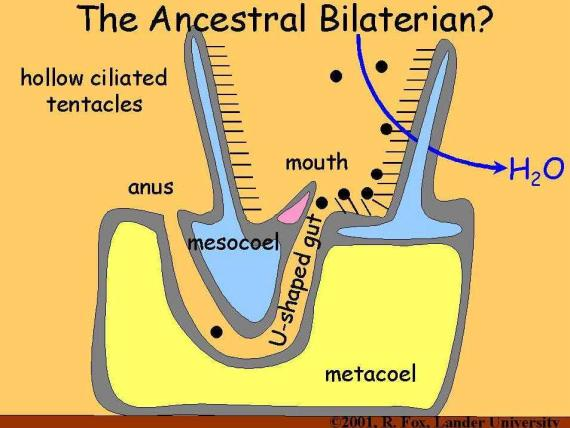 The Ancestral Bilaterian?
hollow ciliated
tentacles
mouth
H₂O
anus
mesocoel
U-shaped gut
metacoel
©2001, R. Fox, Lander University